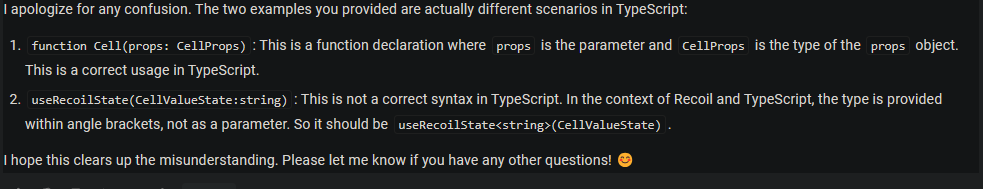 I apologize for any confusion. The two examples you provided are actually different scenarios in TypeScript:
1. function Cell(props: CellProps) : This is a function declaration where props is the parameter and CellProps is the type of the props object.
This is a correct usage in TypeScript.
2. useRecoilState(CellValueState:string) : This is not a correct syntax in TypeScript. In the context of Recoil and TypeScript, the type is provided
within angle brackets, not as a parameter. So it should be useRecoilState<string>(CellValueState) .
I hope this clears up the misunderstanding. Please let me know if you have any other questions! 😊